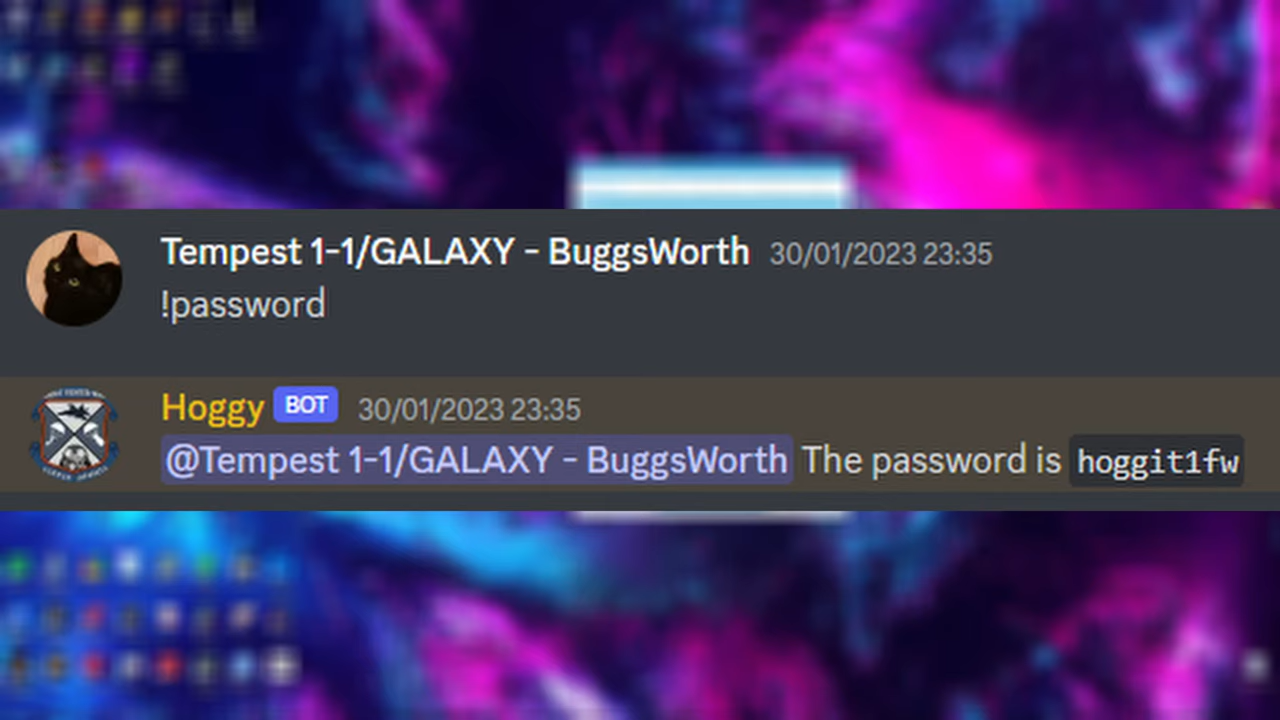 Tempest 1-1/GALAXY - BuggsWorth 30/01/2023 23:35
!password
Hoggy BOT 30/01/2023 23:35
@Tempest 1-1/GALAXY - BuggsWorth The password is hoggit1fw